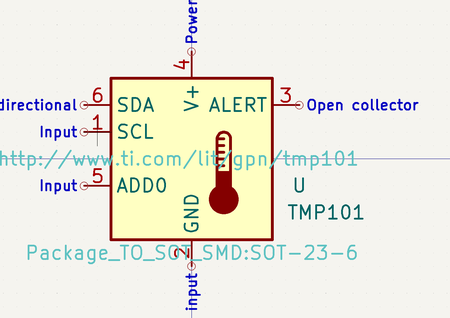 Power
4
directional 6 SDA V+ ALERT 3 Open collector
Input 1 SCL
http://www.ti.com/lit/gpn/tmp101
Input 5 ADD0 U
GND TMP101
2
Package_TO_SOT_SMD:SOT-23-6
input